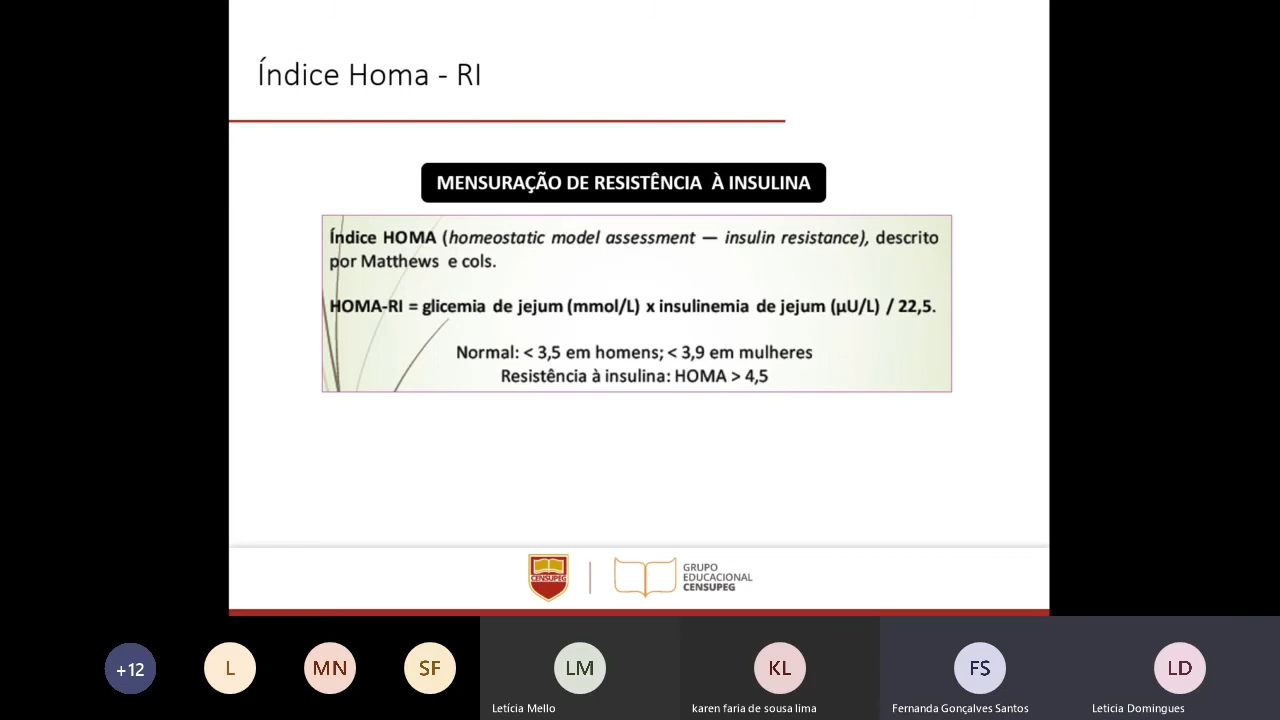 Índice Homa - RI
MENSURAÇÃO DE RESISTÊNCIA À INSULINA
Índice HOMA (homeostatic model assessment — insulin resistance), descrito
por Matthews e cols.
HOMA-RI = glicemia de jejum (mmol/L) x insulinemia de jejum (µU/L) / 22,5.
Normal: < 3,5 em homens; < 3,9 em mulheres
Resistência à insulina: HOMA > 4,5
CENSUPEG
GRUPO
EDUCACIONAL
CENSUPEG
+12
L
MN
SF
LM
KL
FS
LD
Letícia Mello
karen faria de sousa lima
Fernanda Gonçalves Santos
Leticia Domingues